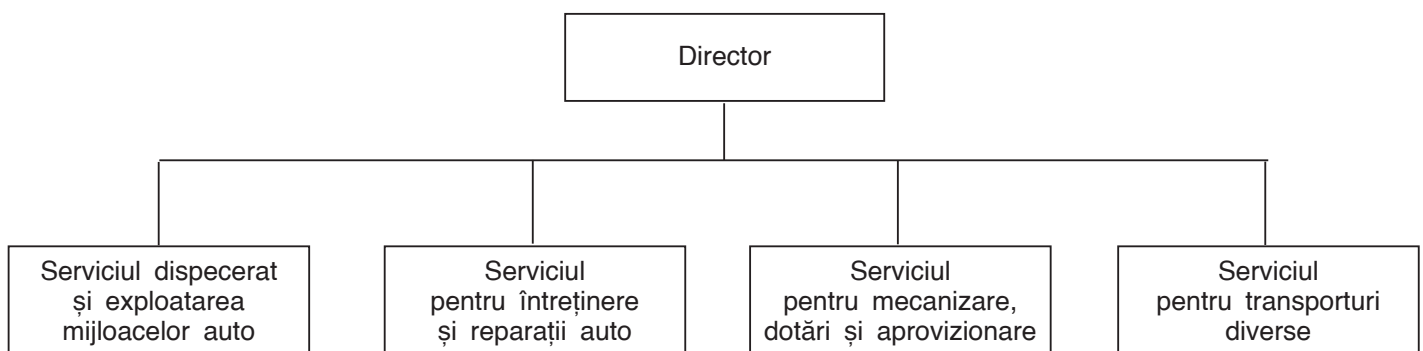 Director
Serviciul dispecerat
și exploatarea
mijloacelor auto
Serviciul
pentru întreținere
și reparații auto
Serviciul
pentru mecanizare,
dotări și aprovizionare
Serviciul
pentru transporturi
diverse